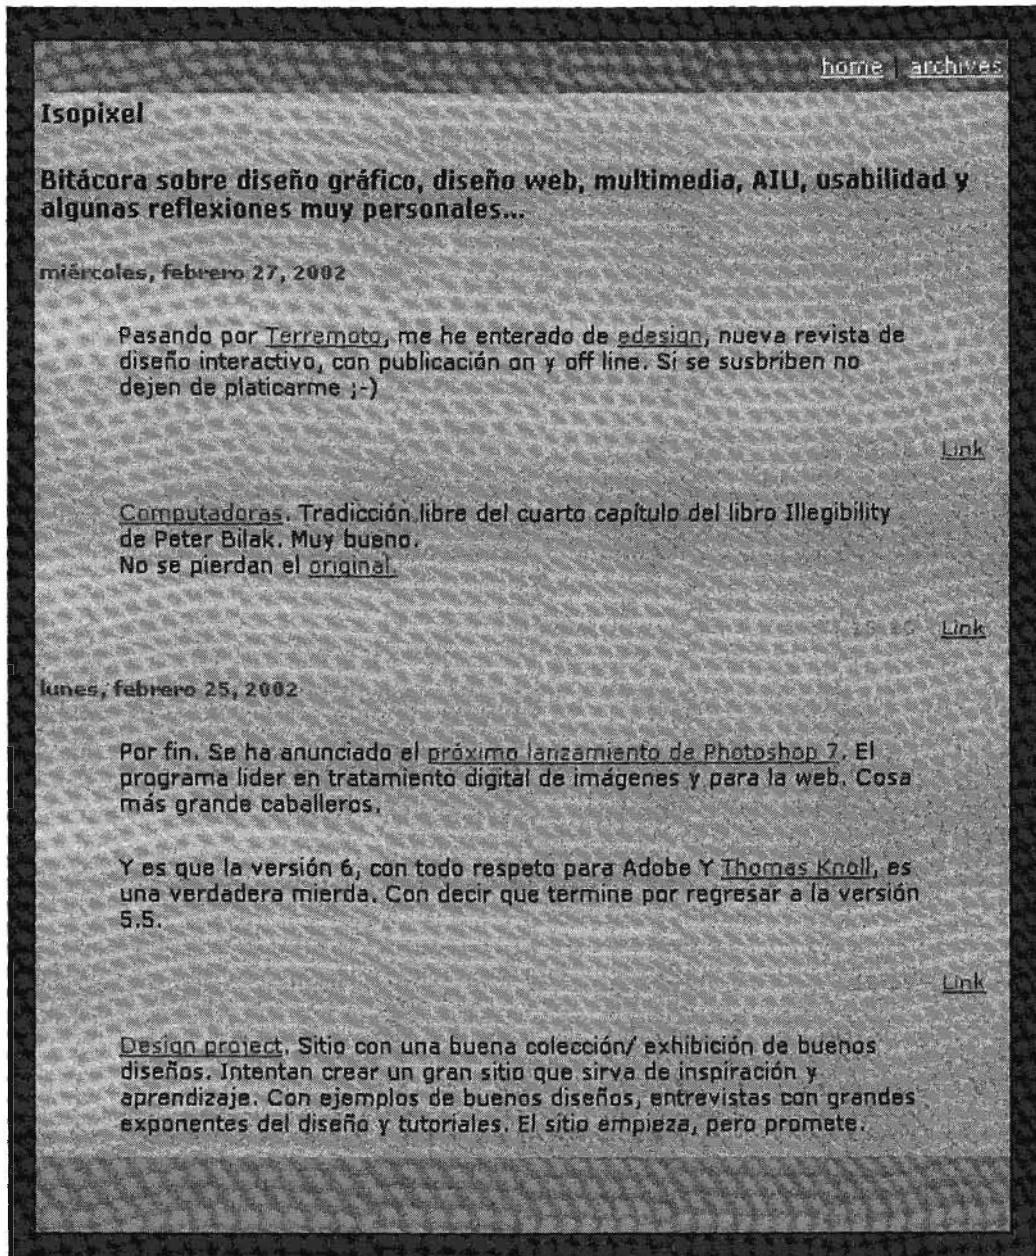 home | archives
Isopixel
Bitácora sobre diseño gráfico, diseño web, multimedia, AIU, usabilidad y
algunas reflexiones muy personales...
miércoles, febrero 27, 2002
Pasando por Terremoto, me he enterado de edesign, nueva revista de
diseño interactivo, con publicación on y off line. Si se susbriben no
dejen de platicarme ;-)
Link
Computadoras. Tradicción libre del cuarto capítulo del libro Illegibility
de Peter Bilak. Muy bueno.
No se pierdan el original.
Link
lunes, febrero 25, 2002
Por fin. Se ha anunciado el próximo lanzamiento de Photoshop 7. El
programa lider en tratamiento digital de imágenes y para la web. Cosa
más grande caballeros.
Y es que la versión 6, con todo respeto para Adobe Y Thomas Knoll, es
una verdadera mierda. Con decir que termine por regresar a la versión
5.5.
Link
Design project. Sitio con una buena colección/ exhibición de buenos
diseños. Intentan crear un gran sitio que sirva de inspiración y
aprendizaje. Con ejemplos de buenos diseños, entrevistas con grandes
exponentes del diseño y tutoriales. El sitio empieza, pero promete.